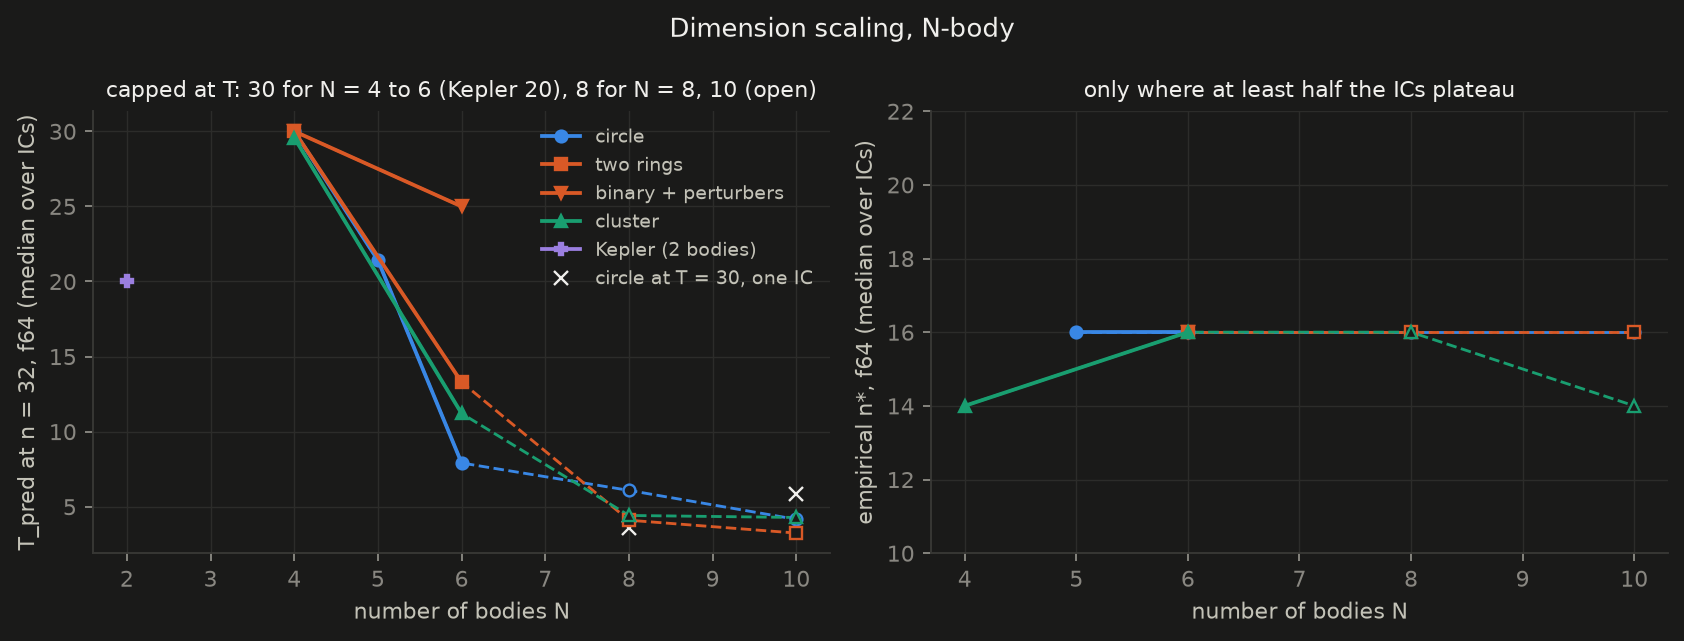 Dimension scaling, N-body
capped at T: 30 for N = 4 to 6 (Kepler 20), 8 for N = 8, 10 (open)
T_pred at n = 32, f64 (median over ICs)
30
25
20
15
10
5
circle
two rings
binary + perturbers
cluster
Kepler (2 bodies)
circle at T = 30, one IC
2 3 4 5 6 7 8 9 10
number of bodies N
only where at least half the ICs plateau
empirical n*, f64 (median over ICs)
22
20
18
16
14
12
10
4 5 6 7 8 9 10
number of bodies N